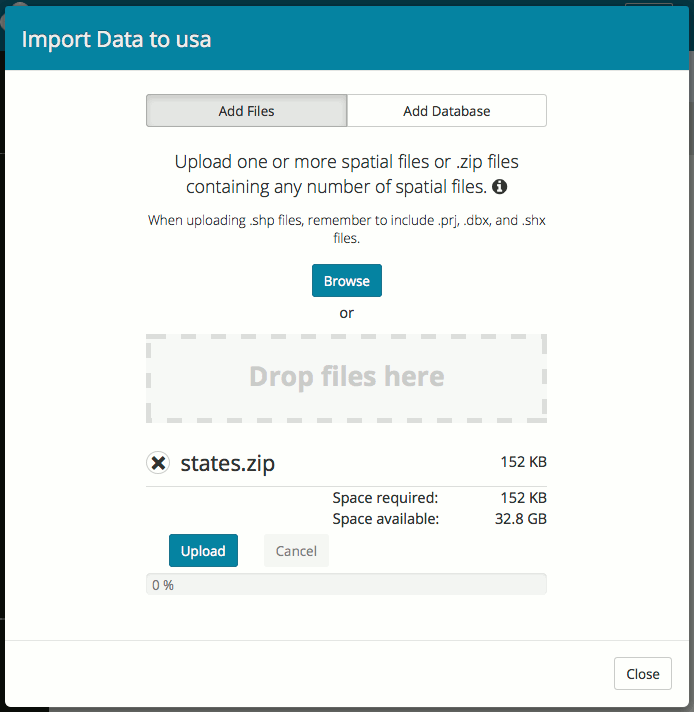 Import Data to usa
Add Files
Add Database
Upload one or more spatial files or .zip files
containing any number of spatial files.
When uploading .shp files, remember to include .prj, .dbx, and .shx
files.
Browse
or
Drop files here
states.zip 152 KB
Space required: 152 KB
Space available: 32.8 GB
Upload Cancel
0 %
Close